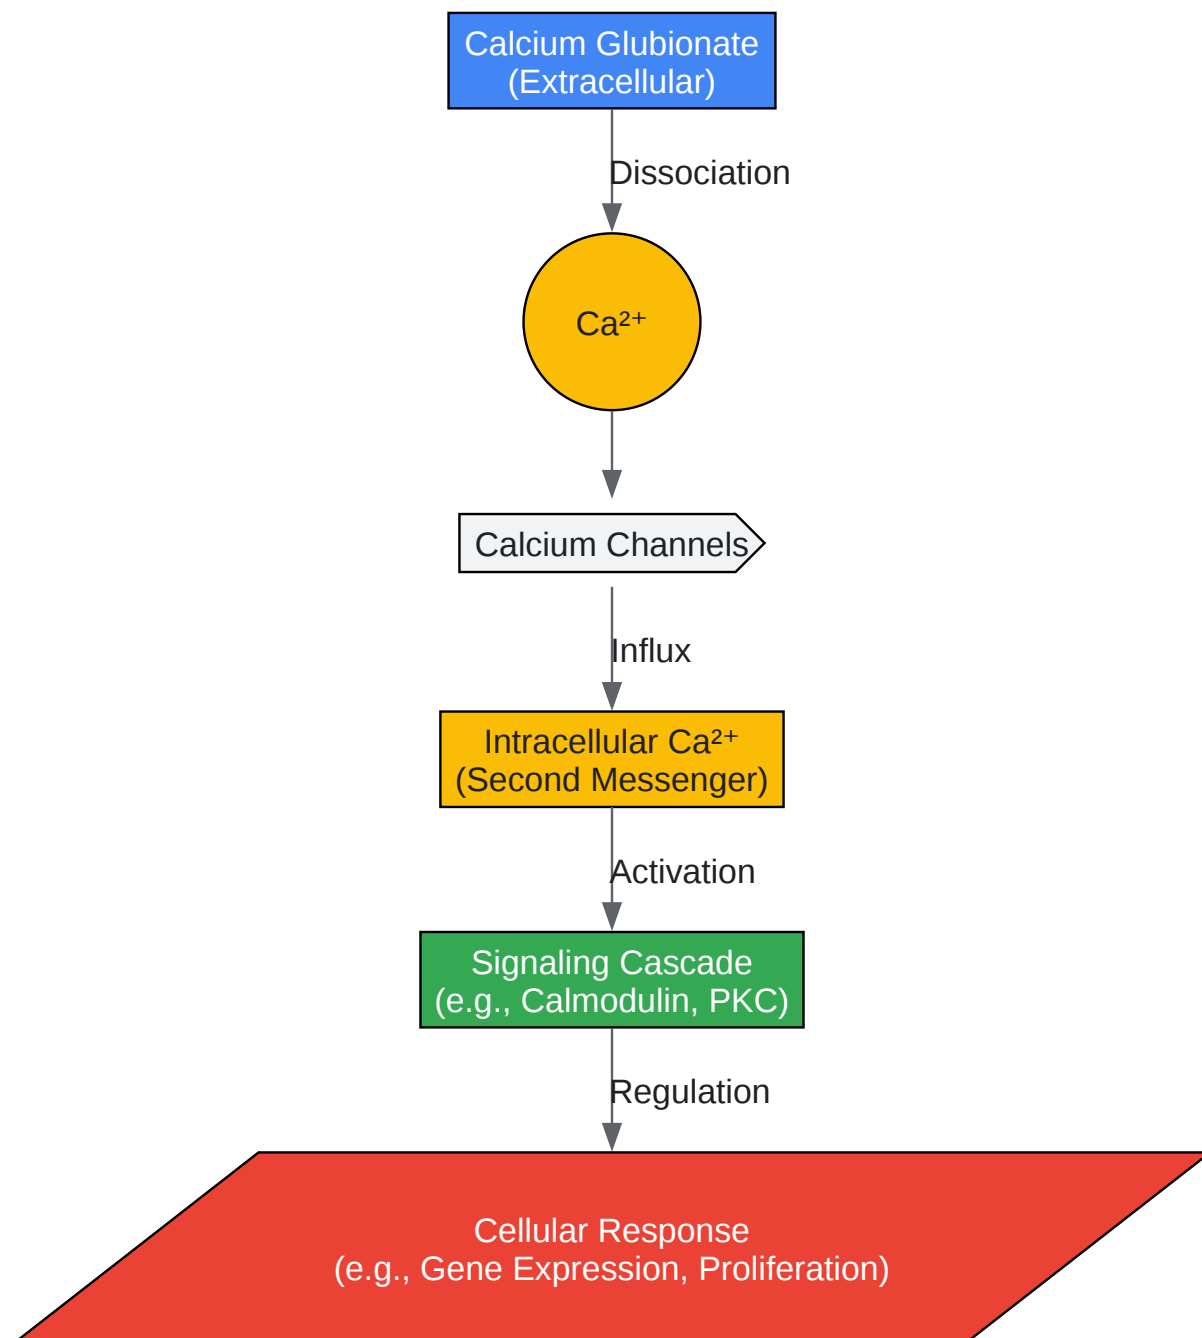 Calcium Glubionate
(Extracellular)
Dissociation
Ca²⁺
Calcium Channels
Influx
Intracellular Ca²⁺
(Second Messenger)
Activation
Signaling Cascade
(e.g., Calmodulin, PKC)
Regulation
Cellular Response
(e.g., Gene Expression, Proliferation)